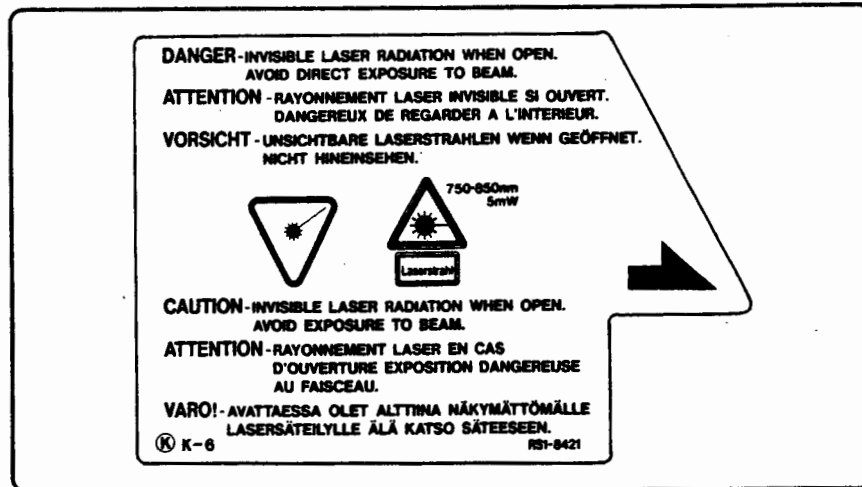 DANGER-INVISIBLE LASER RADIATION WHEN OPEN.
AVOID DIRECT EXPOSURE TO BEAM.
ATTENTION-RAYONNEMENT LASER INVISIBLE SI OUVERT.
DANGEREUX DE REGARDER A L'INTERIEUR.
VORSICHT-UNSICHTBARE LASERSTRAHLEN WENN GEÖFFNET.
NICHT HINEINSEHEN.
750-850nm
5mW
Laserstrahl
CAUTION-INVISIBLE LASER RADIATION WHEN OPEN.
AVOID EXPOSURE TO BEAM.
ATTENTION-RAYONNEMENT LASER EN CAS
D'OUVERTURE EXPOSITION DANGEREUSE
AU FAISCEAU.
VARO!-AVATTAESSA OLET ALTTIINA NÄKYMÄTTÖMÄLLE
LASERSÄTEILYLLE ÄLÄ KATSO SÄTEESEEN.
Ⓚ K-6 RS1-8421